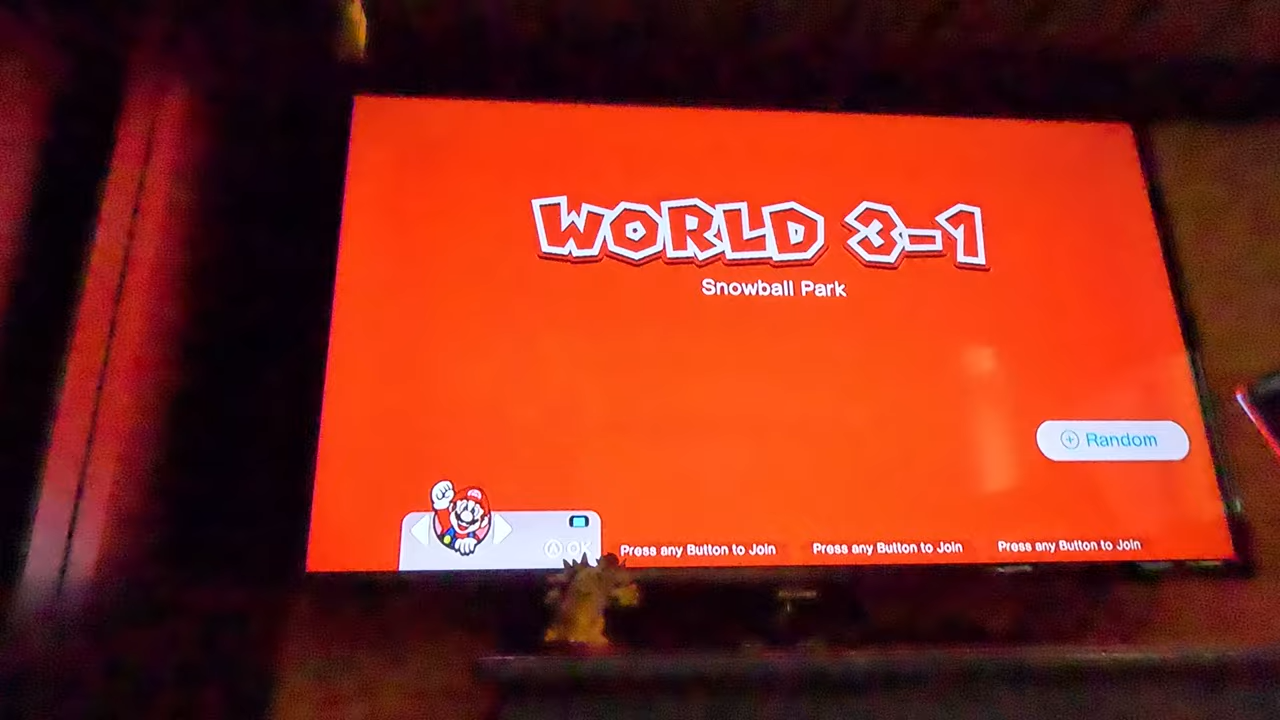 WORLD 3-1
Snowball Park
Random
OK
Press any Button to Join
Press any Button to Join
Press any Button to Join